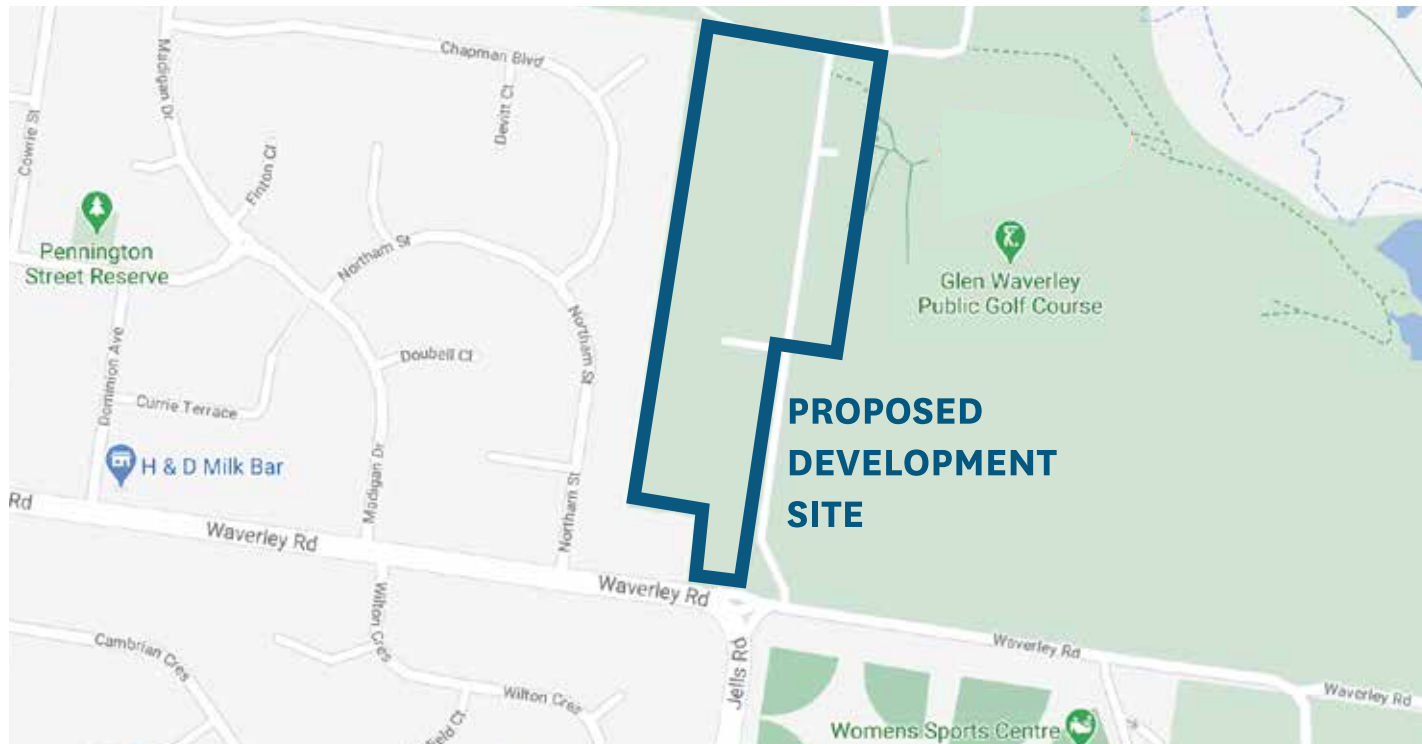 Chapman Blvd
Madigan Dr
Devitt Ct
Cowrie St
Finton Ct
Pennington
Street Reserve
Northam St
Glen Waverley
Public Golf Course
Northam St
Doubell Ct
Dominion Ave
Currie Terrace
PROPOSED
DEVELOPMENT
SITE
H & D Milk Bar
Madigan Dr
Northam St
Rd
Waverley Rd
Waverley Rd
Wilton Cres
Waverley Rd
Cambrian Cres
Jells Rd
Wilton Cres
Waverley Rd
field Ct
Womens Sports Centre